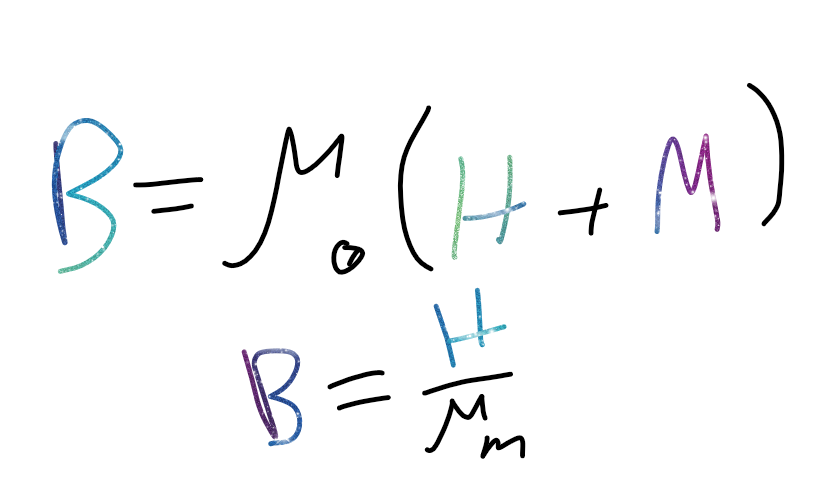 B = μ₀ (H + M)
B = H/μₘ